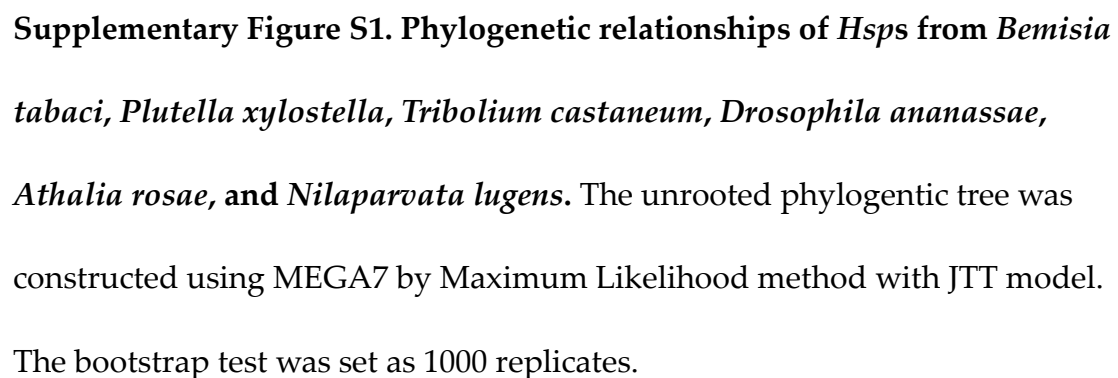 Supplementary Figure S1. Phylogenetic relationships of Hsps from Bemisia
tabaci, Plutella xylostella, Tribolium castaneum, Drosophila ananassae,
Athalia rosae, and Nilaparvata lugens. The unrooted phylogentic tree was
constructed using MEGA7 by Maximum Likelihood method with JTT model.
The bootstrap test was set as 1000 replicates.